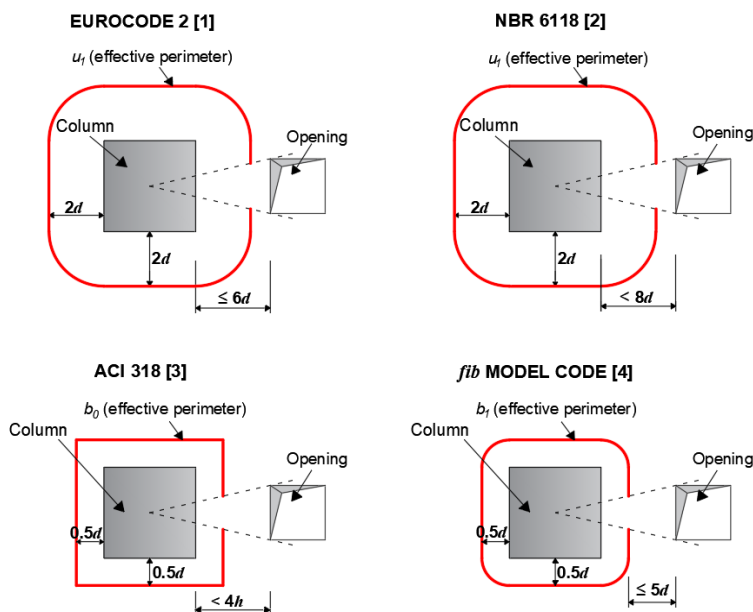 EUROCODE 2 [1]
u1 (effective perimeter)
Column
Opening
2d
2d
≤ 6d
NBR 6118 [2]
u1 (effective perimeter)
Column
Opening
2d
2d
< 8d
ACI 318 [3]
b0 (effective perimeter)
Column
Opening
0.5d
0.5d
< 4h
fib MODEL CODE [4]
b1 (effective perimeter)
Column
Opening
0.5d
0.5d
≤ 5d